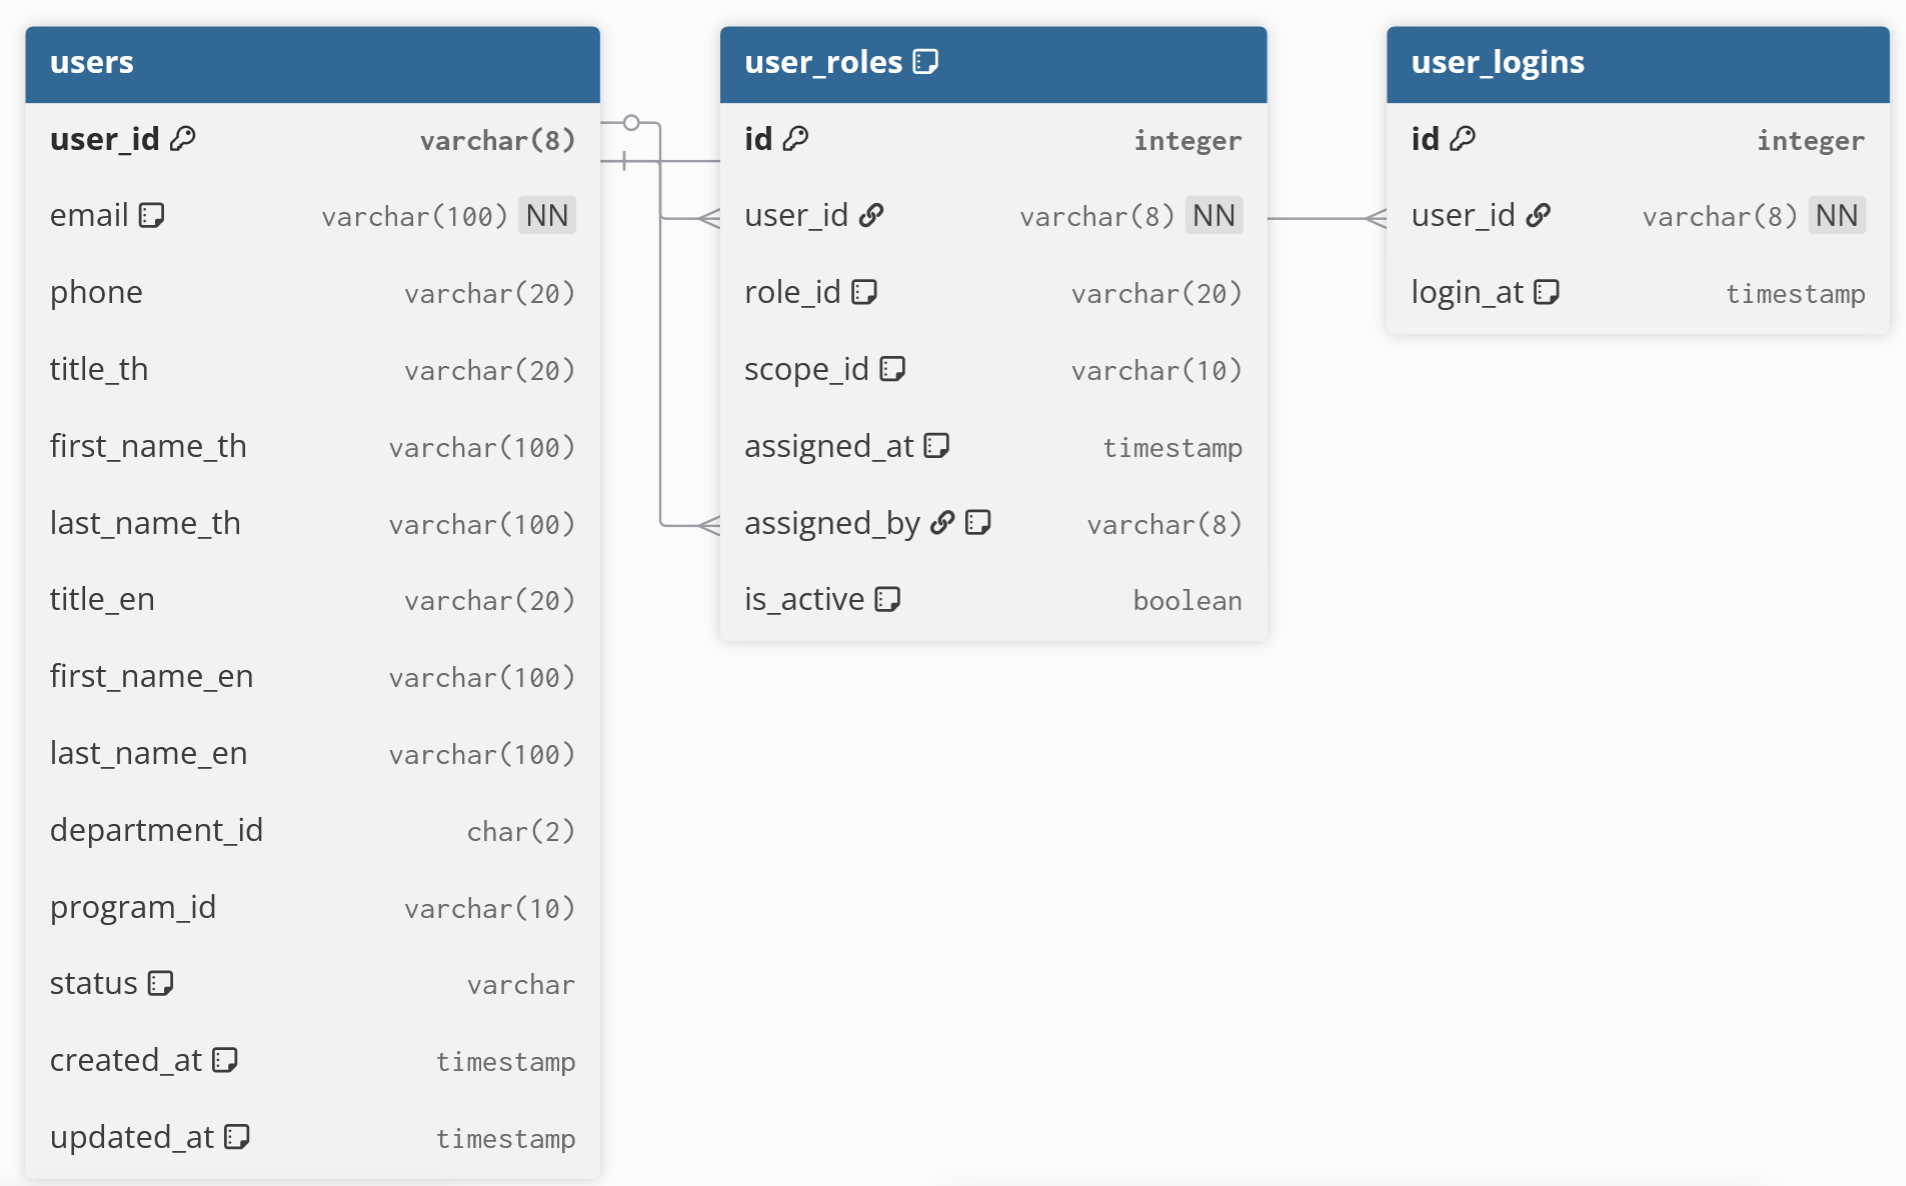 users
user_id varchar(8)
email varchar(100) NN
phone varchar(20)
title_th varchar(20)
first_name_th varchar(100)
last_name_th varchar(100)
title_en varchar(20)
first_name_en varchar(100)
last_name_en varchar(100)
department_id char(2)
program_id varchar(10)
status varchar
created_at timestamp
updated_at timestamp
user_roles
id integer
user_id varchar(8) NN
role_id varchar(20)
scope_id varchar(10)
assigned_at timestamp
assigned_by varchar(8)
is_active boolean
user_logins
id integer
user_id varchar(8) NN
login_at timestamp